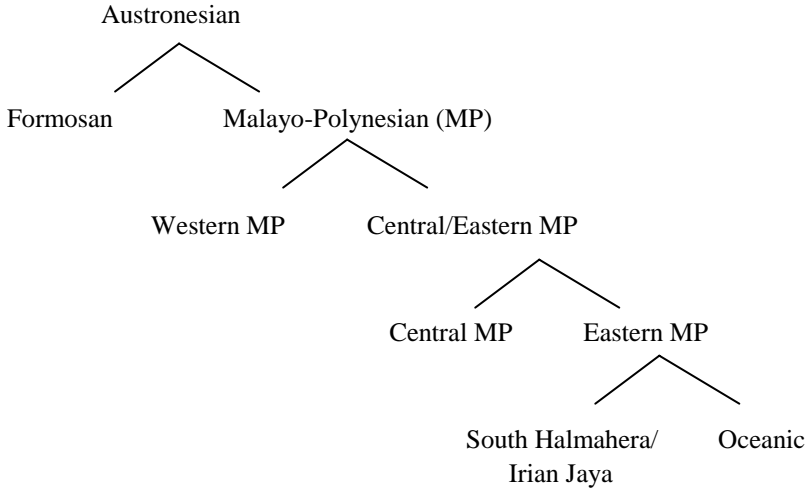 Austronesian
Formosan
Malayo-Polynesian (MP)
Western MP
Central/Eastern MP
Central MP
Eastern MP
South Halmahera/
Irian Jaya
Oceanic